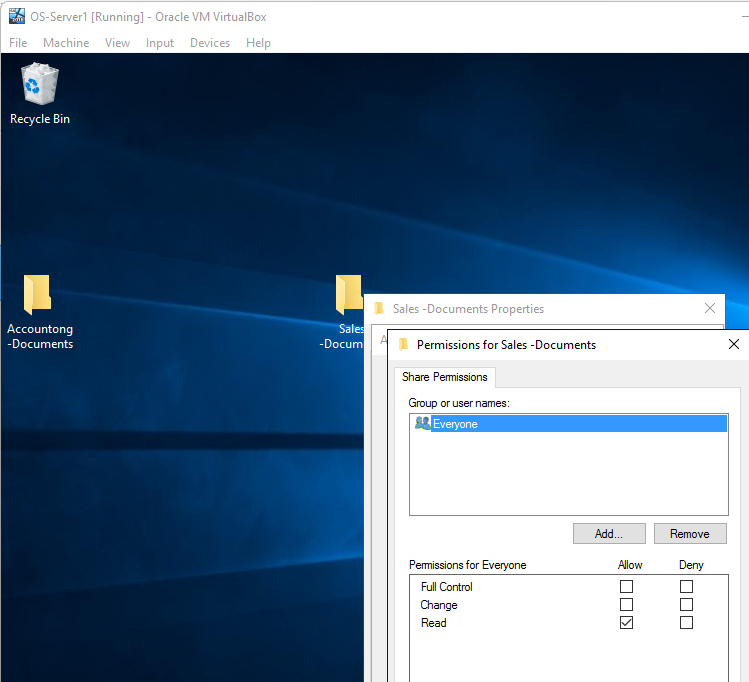 OS-Server1 [Running] - Oracle VM VirtualBox
File Machine View Input Devices Help
Recycle Bin
Accountong
-Documents
Sales
-Docum
Sales -Documents Properties
Permissions for Sales -Documents
Share Permissions
Group or user names:
Everyone
Add... Remove
Permissions for Everyone Allow Deny
Full Control
Change
Read